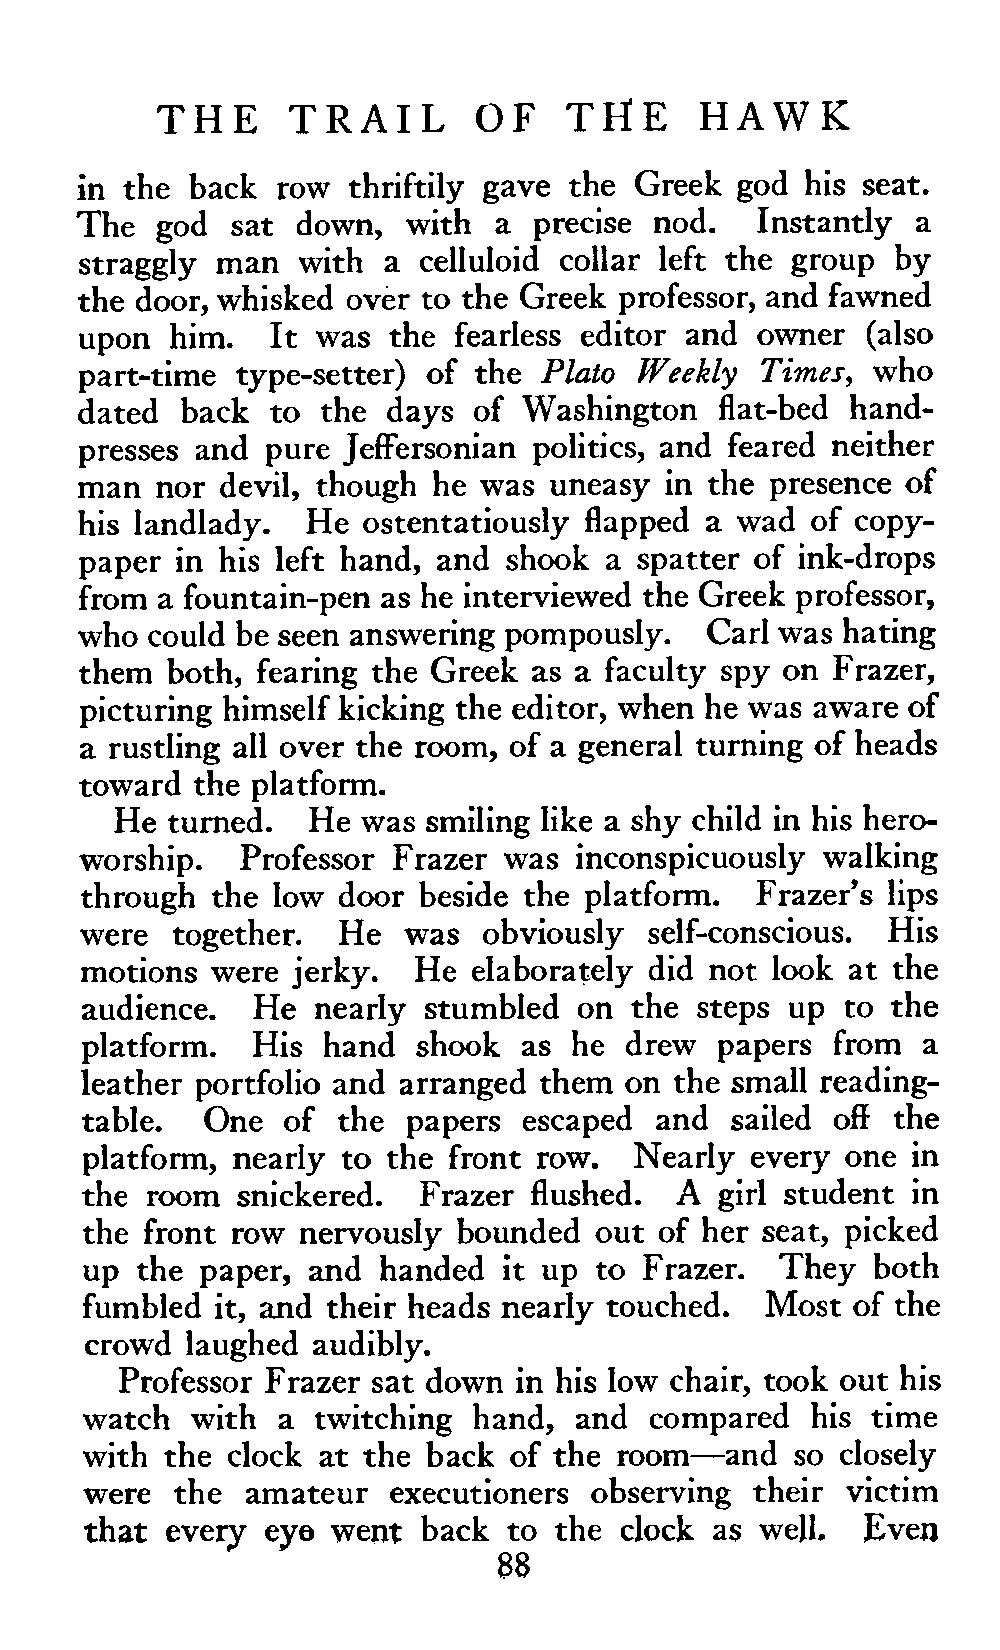 THE TRAIL OF THE HAWK
in the back row thriftily gave the Greek god his seat.
The god sat down, with a precise nod. Instantly a
straggly man with a celluloid collar left the group by
the door, whisked over to the Greek professor, and fawned
upon him. It was the fearless editor and owner (also
part-time type-setter) of the Plato Weekly Times, who
dated back to the days of Washington flat-bed hand-
presses and pure Jeffersonian politics, and feared neither
man nor devil, though he was uneasy in the presence of
his landlady. He ostentatiously flapped a wad of copy-
paper in his left hand, and shook a spatter of ink-drops
from a fountain-pen as he interviewed the Greek professor,
who could be seen answering pompously. Carl was hating
them both, fearing the Greek as a faculty spy on Frazer,
picturing himself kicking the editor, when he was aware of
a rustling all over the room, of a general turning of heads
toward the platform.
He turned. He was smiling like a shy child in his hero-
worship. Professor Frazer was inconspicuously walking
through the low door beside the platform. Frazer's lips
were together. He was obviously self-conscious. His
motions were jerky. He elaborately did not look at the
audience. He nearly stumbled on the steps up to the
platform. His hand shook as he drew papers from a
leather portfolio and arranged them on the small reading-
table. One of the papers escaped and sailed off the
platform, nearly to the front row. Nearly every one in
the room snickered. Frazer flushed. A girl student in
the front row nervously bounded out of her seat, picked
up the paper, and handed it up to Frazer. They both
fumbled it, and their heads nearly touched. Most of the
crowd laughed audibly.
Professor Frazer sat down in his low chair, took out his
watch with a twitching hand, and compared his time
with the clock at the back of the room—and so closely
were the amateur executioners observing their victim
that every eye went back to the clock as well. Even
88